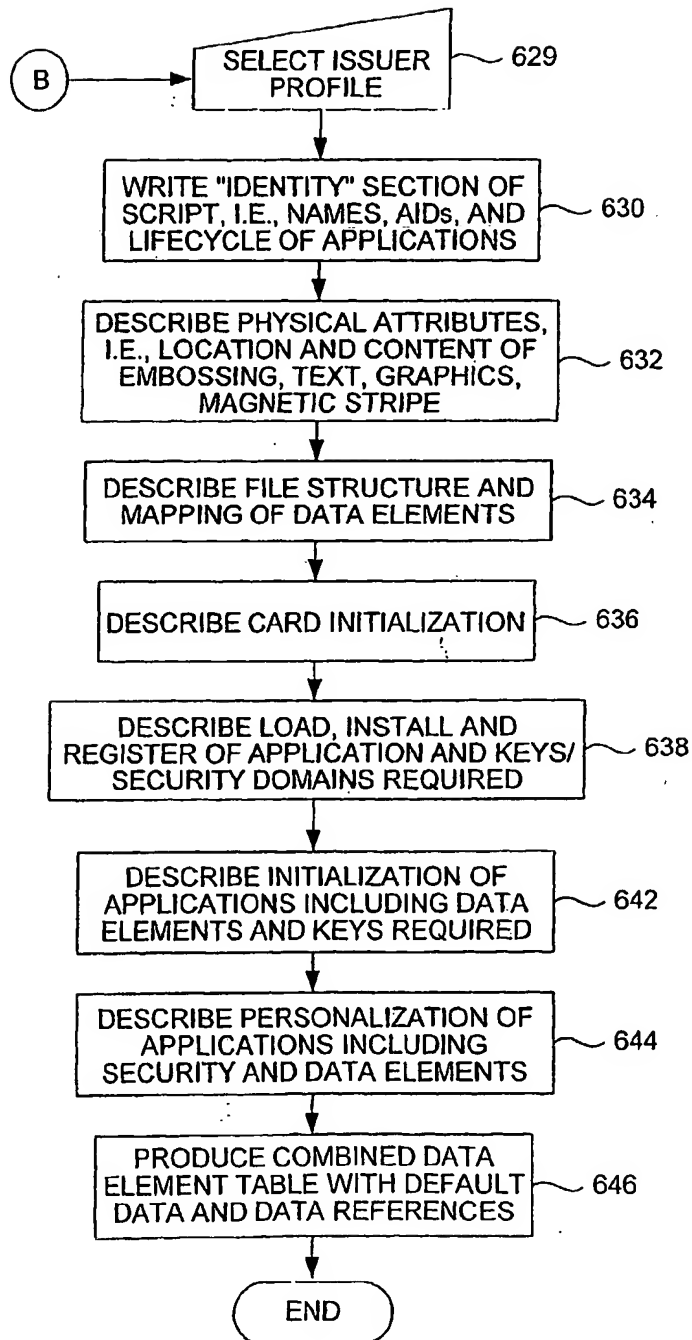 B
SELECT ISSUER
PROFILE
629
WRITE "IDENTITY" SECTION OF
SCRIPT, I.E., NAMES, AIDs, AND
LIFECYCLE OF APPLICATIONS
630
DESCRIBE PHYSICAL ATTRIBUTES,
I.E., LOCATION AND CONTENT OF
EMBOSSING, TEXT, GRAPHICS,
MAGNETIC STRIPE
632
DESCRIBE FILE STRUCTURE AND
MAPPING OF DATA ELEMENTS
634
DESCRIBE CARD INITIALIZATION
636
DESCRIBE LOAD, INSTALL AND
REGISTER OF APPLICATION AND KEYS/
SECURITY DOMAINS REQUIRED
638
DESCRIBE INITIALIZATION OF
APPLICATIONS INCLUDING DATA
ELEMENTS AND KEYS REQUIRED
642
DESCRIBE PERSONALIZATION OF
APPLICATIONS INCLUDING
SECURITY AND DATA ELEMENTS
644
PRODUCE COMBINED DATA
ELEMENT TABLE WITH DEFAULT
DATA AND DATA REFERENCES
646
END